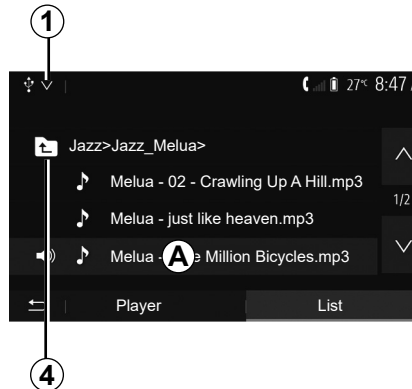 1
27°C 8:47
Jazz>Jazz_Melua>
Melua - 02 - Crawling Up A Hill.mp3
1/2
Melua - just like heaven.mp3
Melua - A e Million Bicycles.mp3
Player List
4